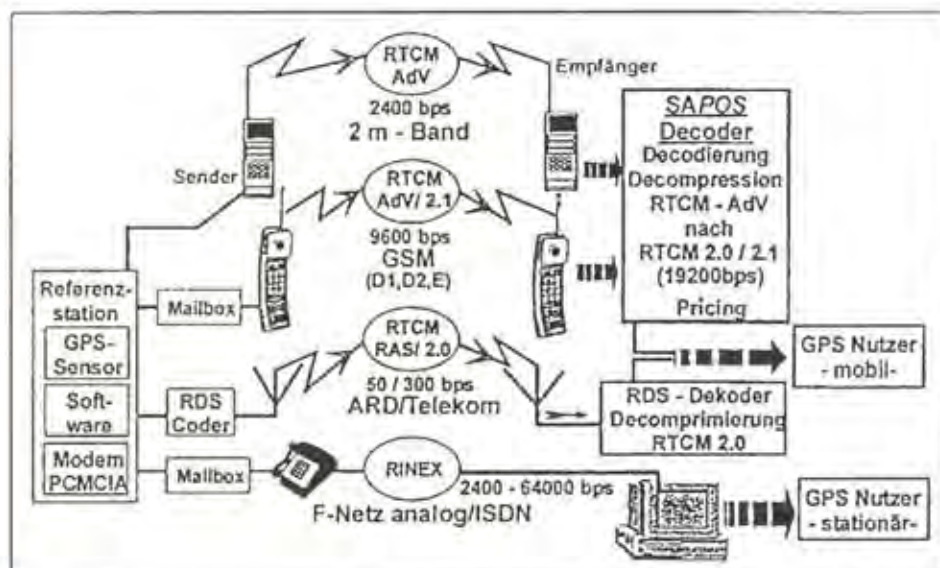 RTCM
AdV
2400 bps
2 m - Band
Sender
Empfänger
RTCM
AdV/ 2.1
9600 bps
GSM
(D1,D2,E)
SAPOS
Decoder
Decodierung
Decompression
RTCM - AdV
nach
RTCM 2.0 / 2.1
(19200bps)
Pricing
Referenz-
station
GPS-
Sensor
Soft-
ware
Modem
PCMCIA
Mailbox
RTCM
RAS/ 2.0
50 / 300 bps
ARD/Telekom
RDS
Coder
RDS - Dekoder
Decomprimierung
RTCM 2.0
GPS Nutzer
- mobil-
Mailbox
RINEX
2400 - 64000 bps
F-Netz analog/ISDN
GPS Nutzer
- stationär-